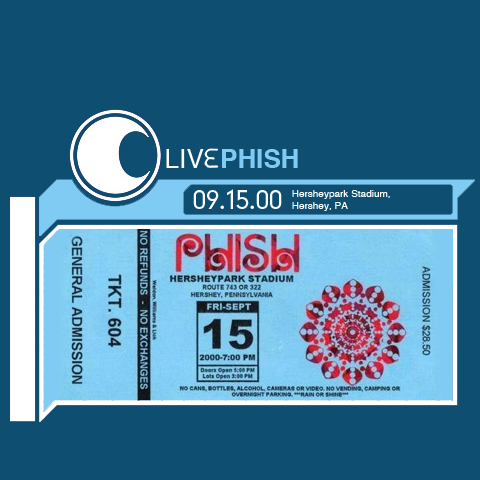 LIVEPHISH
09.15.00
Hersheypark Stadium,
Hershey, PA
GENERAL ADMISSION
TKT. 604
NO REFUNDS - NO EXCHANGES
Weldon, Williams & Lick
PHISH
HERSHEYPARK STADIUM
ROUTE 743 OR 322
HERSHEY, PENNSYLVANIA
FRI-SEPT
15
2000-7:00 PM
Doors Open 5:00 PM
Lots Open 3:00 PM
NO CANS, BOTTLES, ALCOHOL, CAMERAS OR VIDEO. NO VENDING, CAMPING OR
OVERNIGHT PARKING. ***RAIN OR SHINE***
ADMISSION $28.50